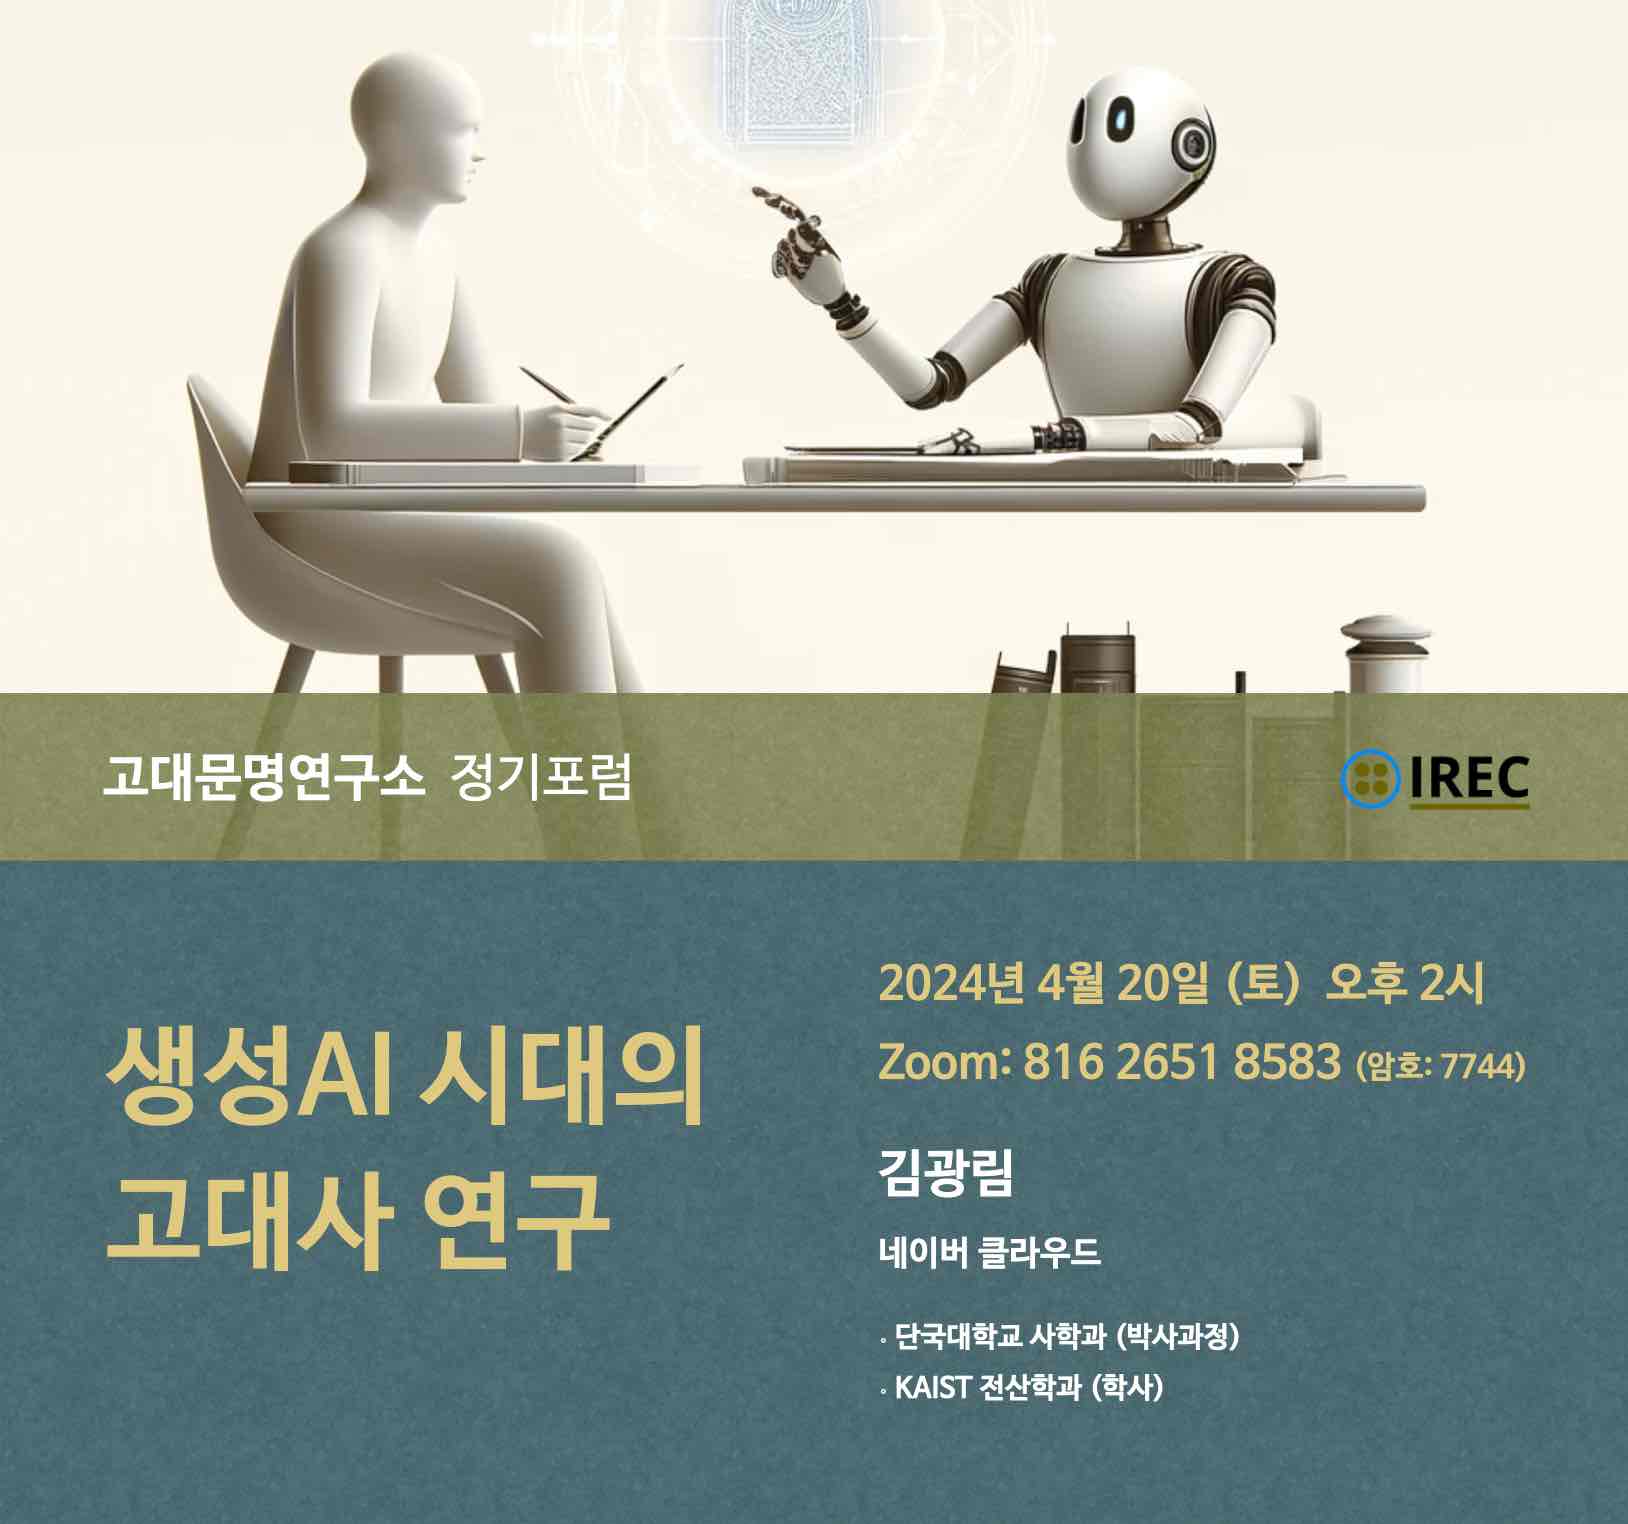 고대문명연구소 정기포럼
IREC
생성AI 시대의
고대사 연구
2024년 4월 20일 (토) 오후 2시
Zoom: 816 2651 8583 (암호: 7744)
김광림
네이버 클라우드
◦ 단국대학교 사학과 (박사과정)
◦ KAIST 전산학과 (학사)